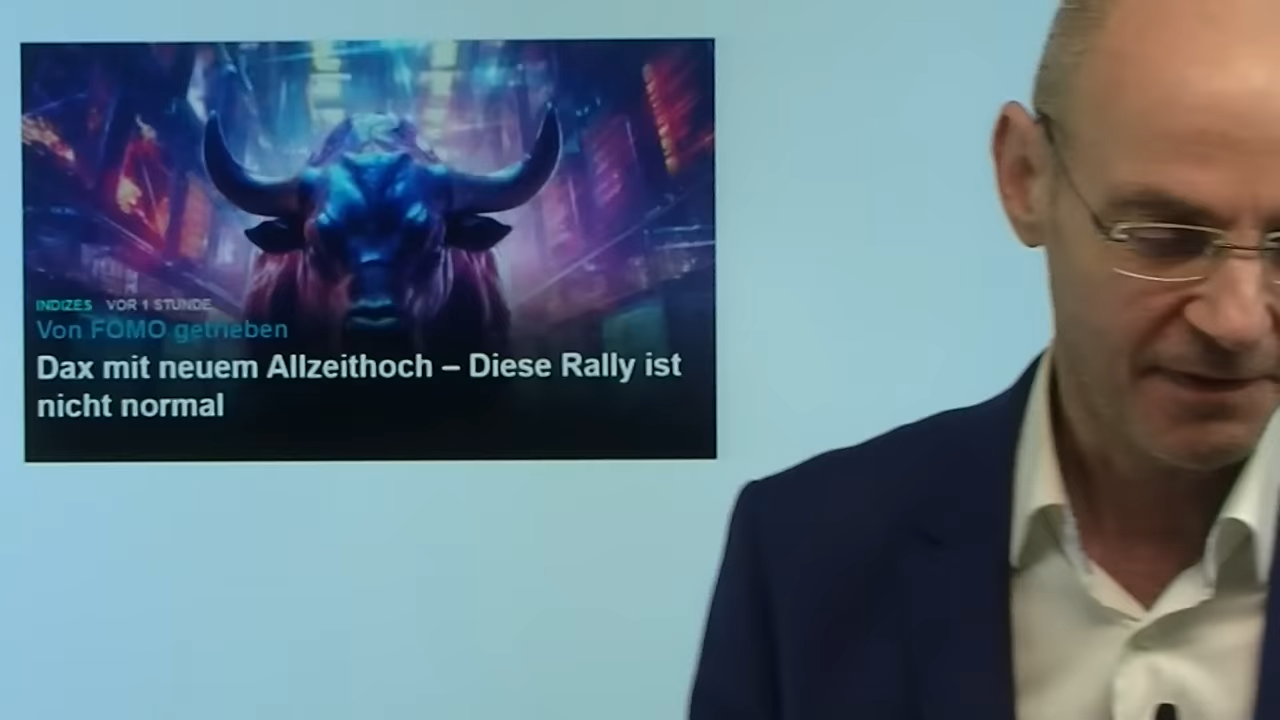 INDIZES VOR 1 STUNDE
Von FOMO getrieben
Dax mit neuem Allzeithoch – Diese Rally ist
nicht normal